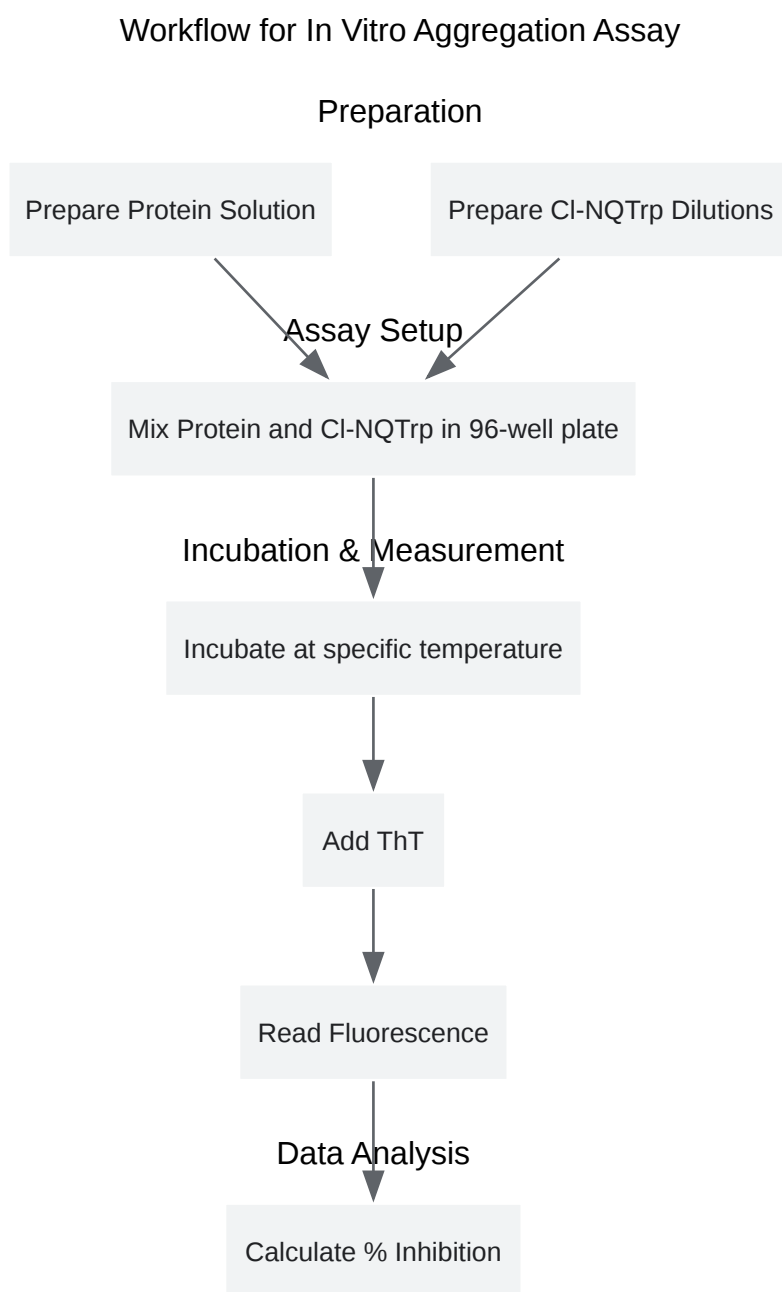 Workflow for In Vitro Aggregation Assay
Preparation
Prepare Protein Solution
Prepare Cl-NQTrp Dilutions
Assay Setup
Mix Protein and Cl-NQTrp in 96-well plate
Incubation & Measurement
Incubate at specific temperature
Add ThT
Read Fluorescence
Data Analysis
Calculate % Inhibition